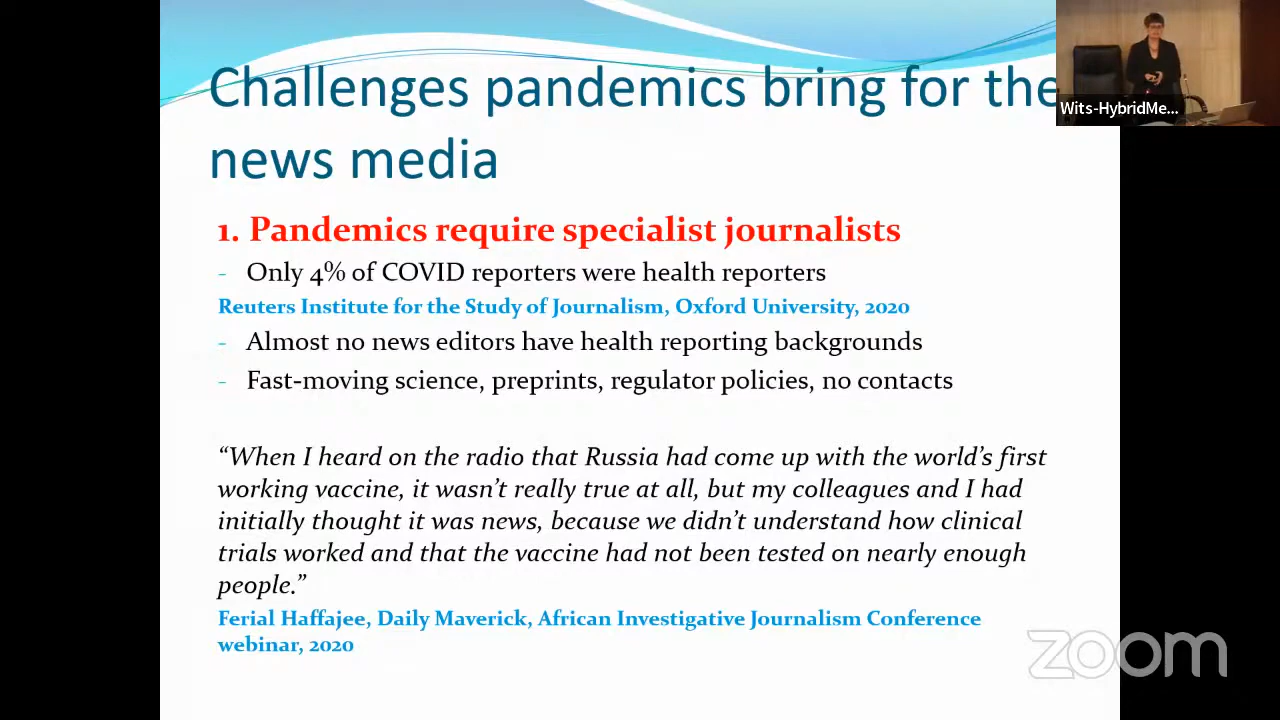 Challenges pandemics bring for the
news media
Wits-HybridMe...
1. Pandemics require specialist journalists
- Only 4% of COVID reporters were health reporters
Reuters Institute for the Study of Journalism, Oxford University, 2020
- Almost no news editors have health reporting backgrounds
- Fast-moving science, preprints, regulator policies, no contacts
“When I heard on the radio that Russia had come up with the world’s first
working vaccine, it wasn’t really true at all, but my colleagues and I had
initially thought it was news, because we didn’t understand how clinical
trials worked and that the vaccine had not been tested on nearly enough
people.”
Ferial Haffajee, Daily Maverick, African Investigative Journalism Conference
webinar, 2020
zoom